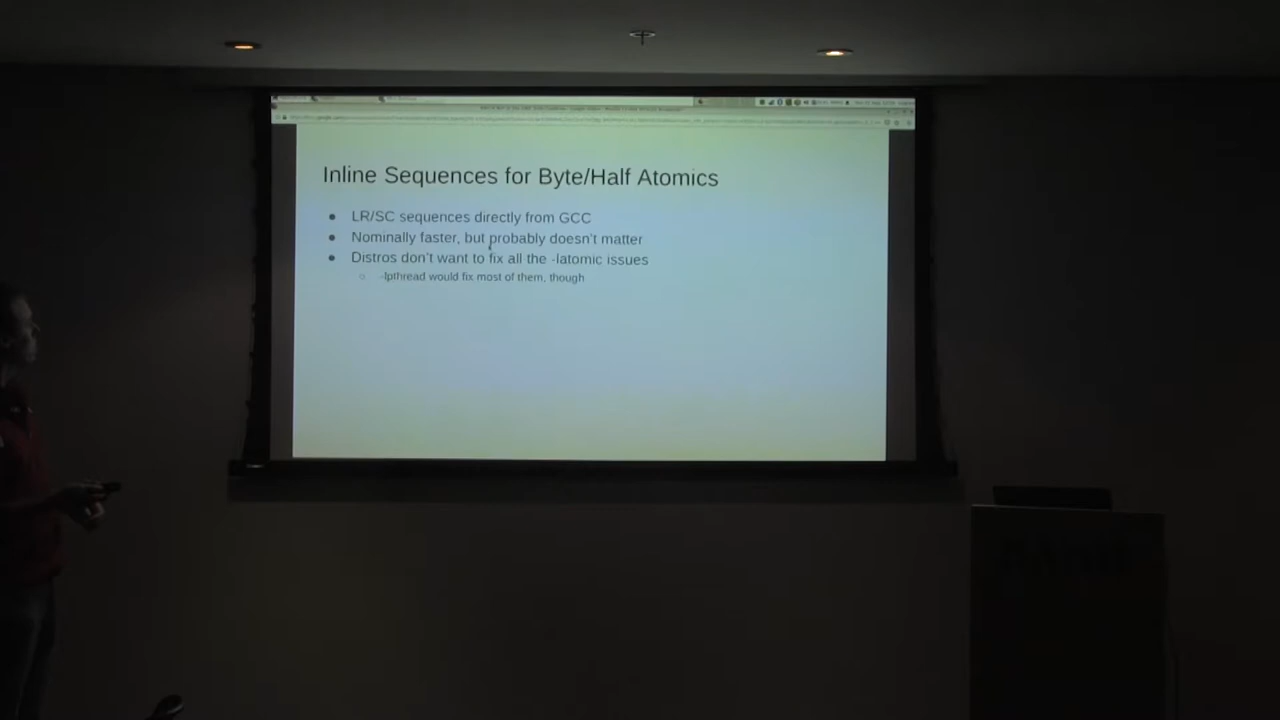 Inline Sequences for Byte/Half Atomics
● LR/SC sequences directly from GCC
● Nominally faster, but probably doesn't matter
● Distros don't want to fix all the -latomic issues
○ -lpthread would fix most of them, though